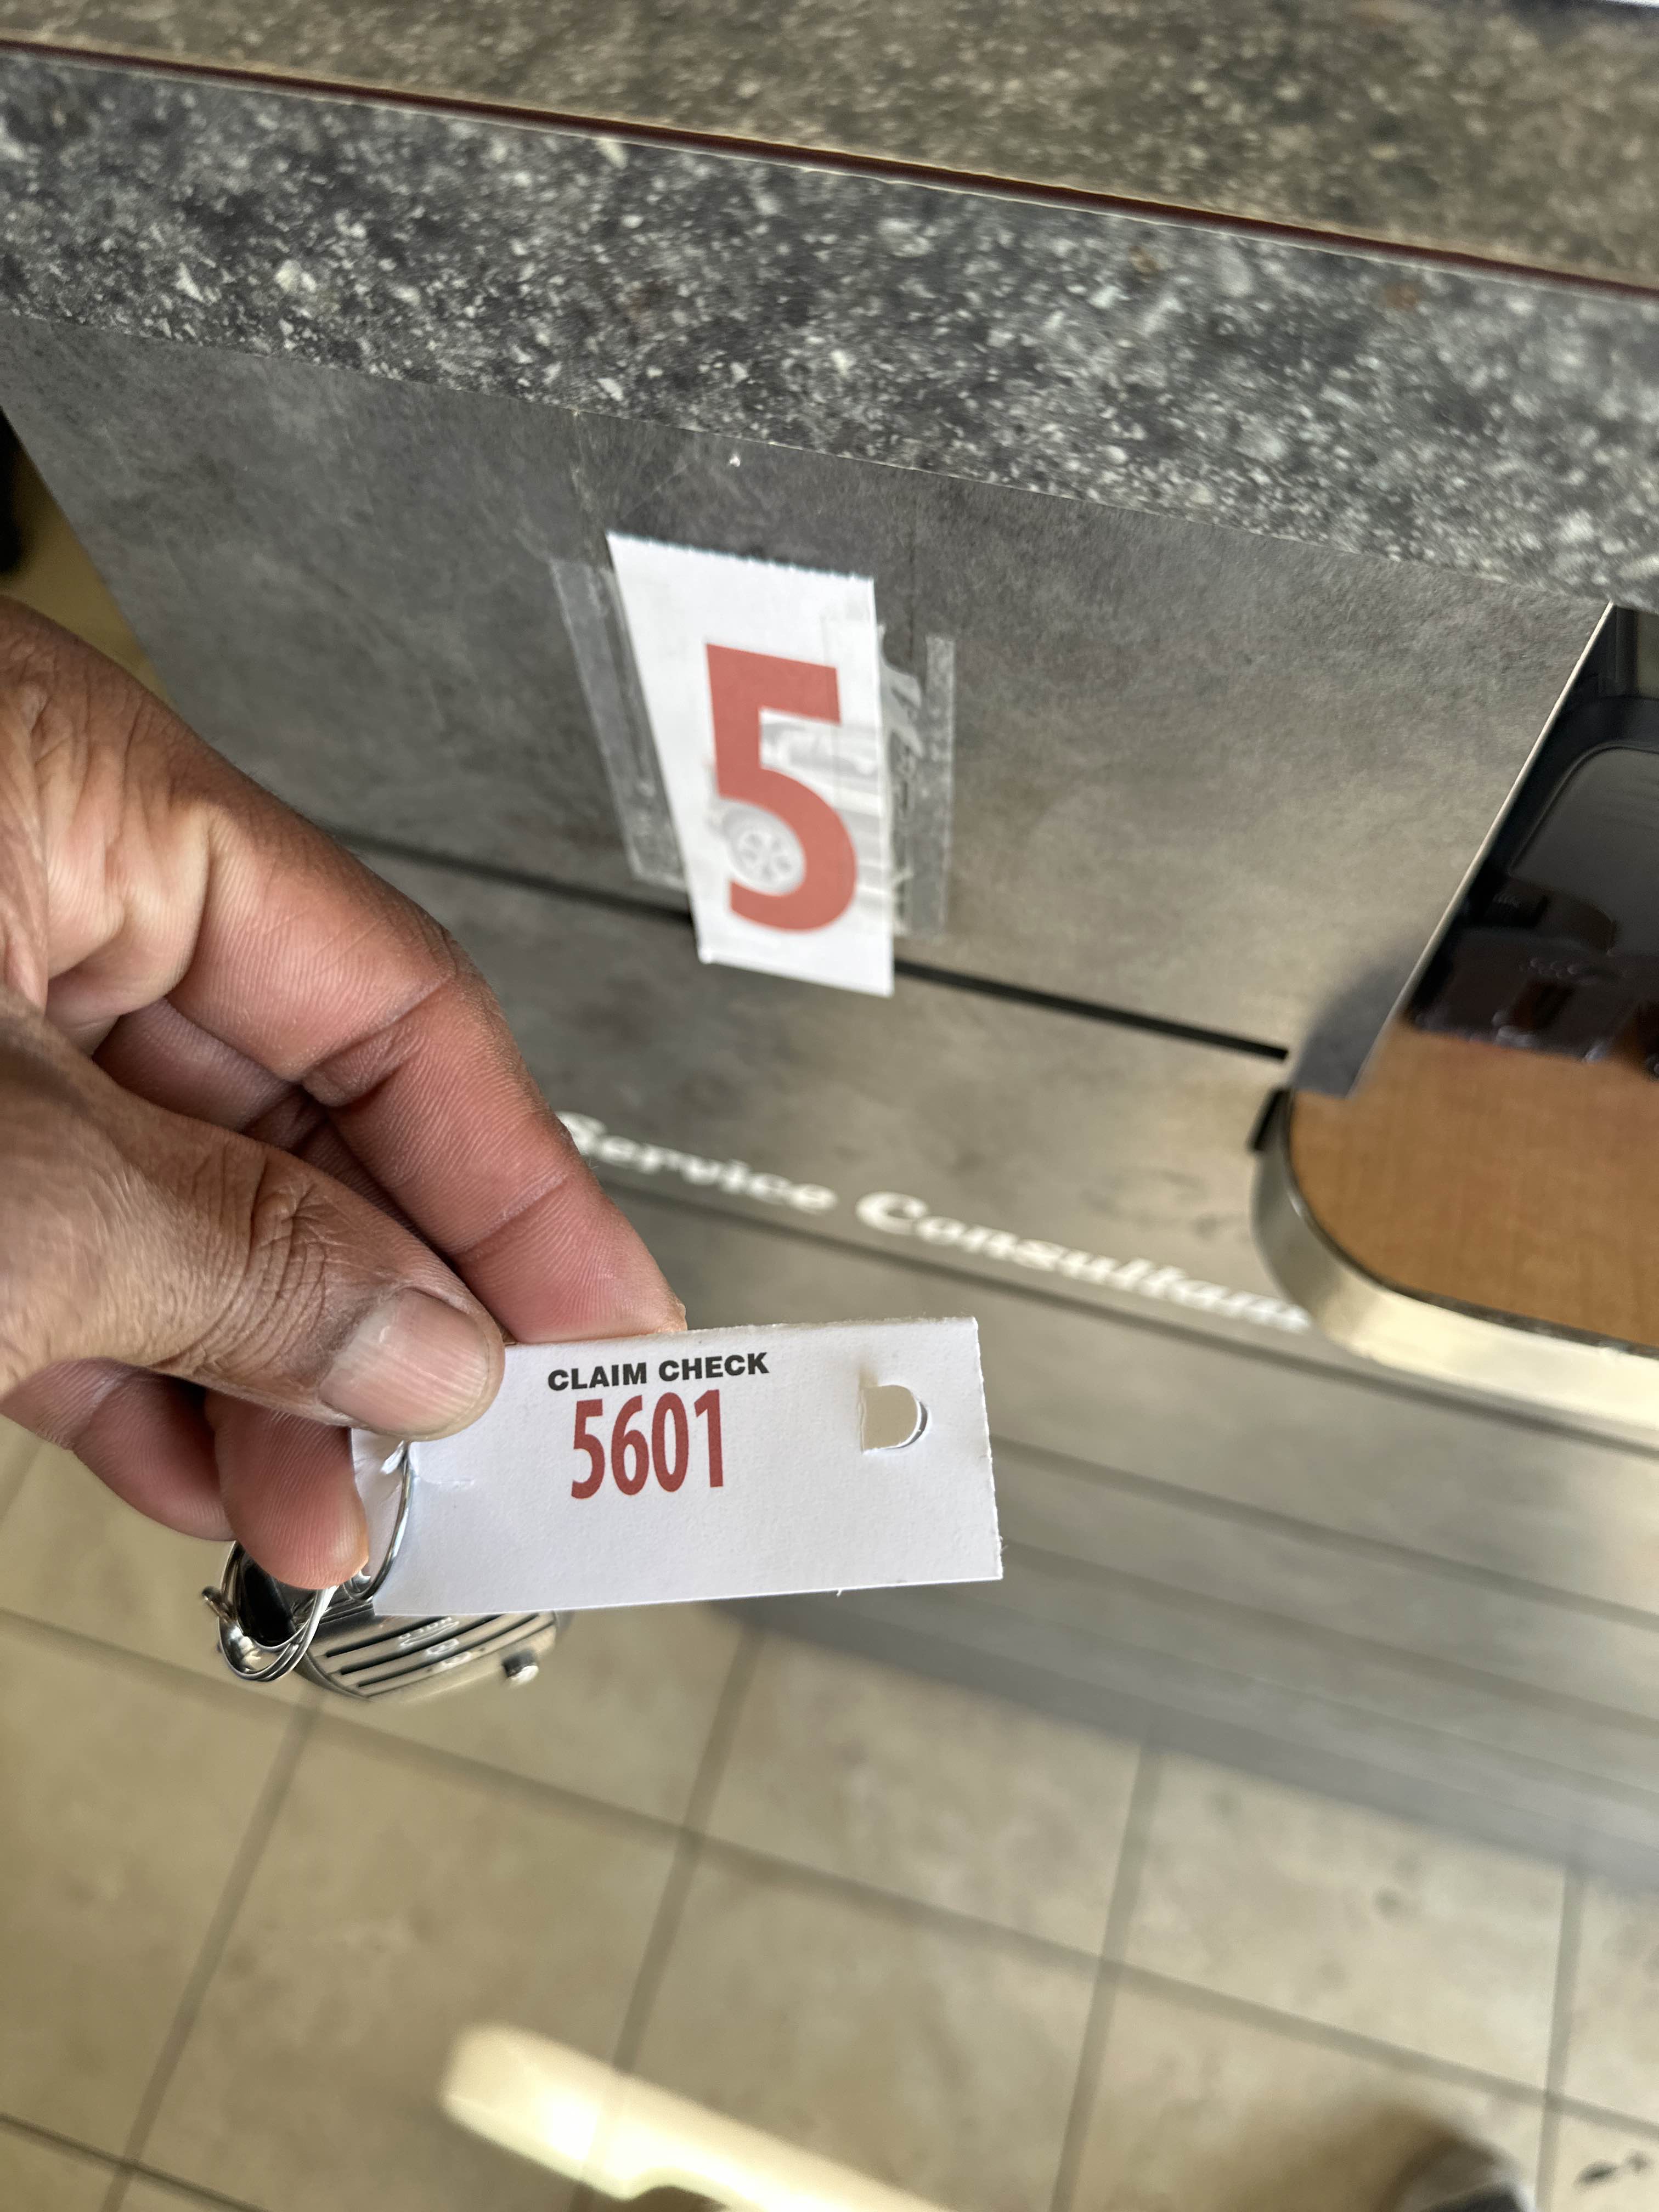 5
Service Consultant
CLAIM CHECK
5601